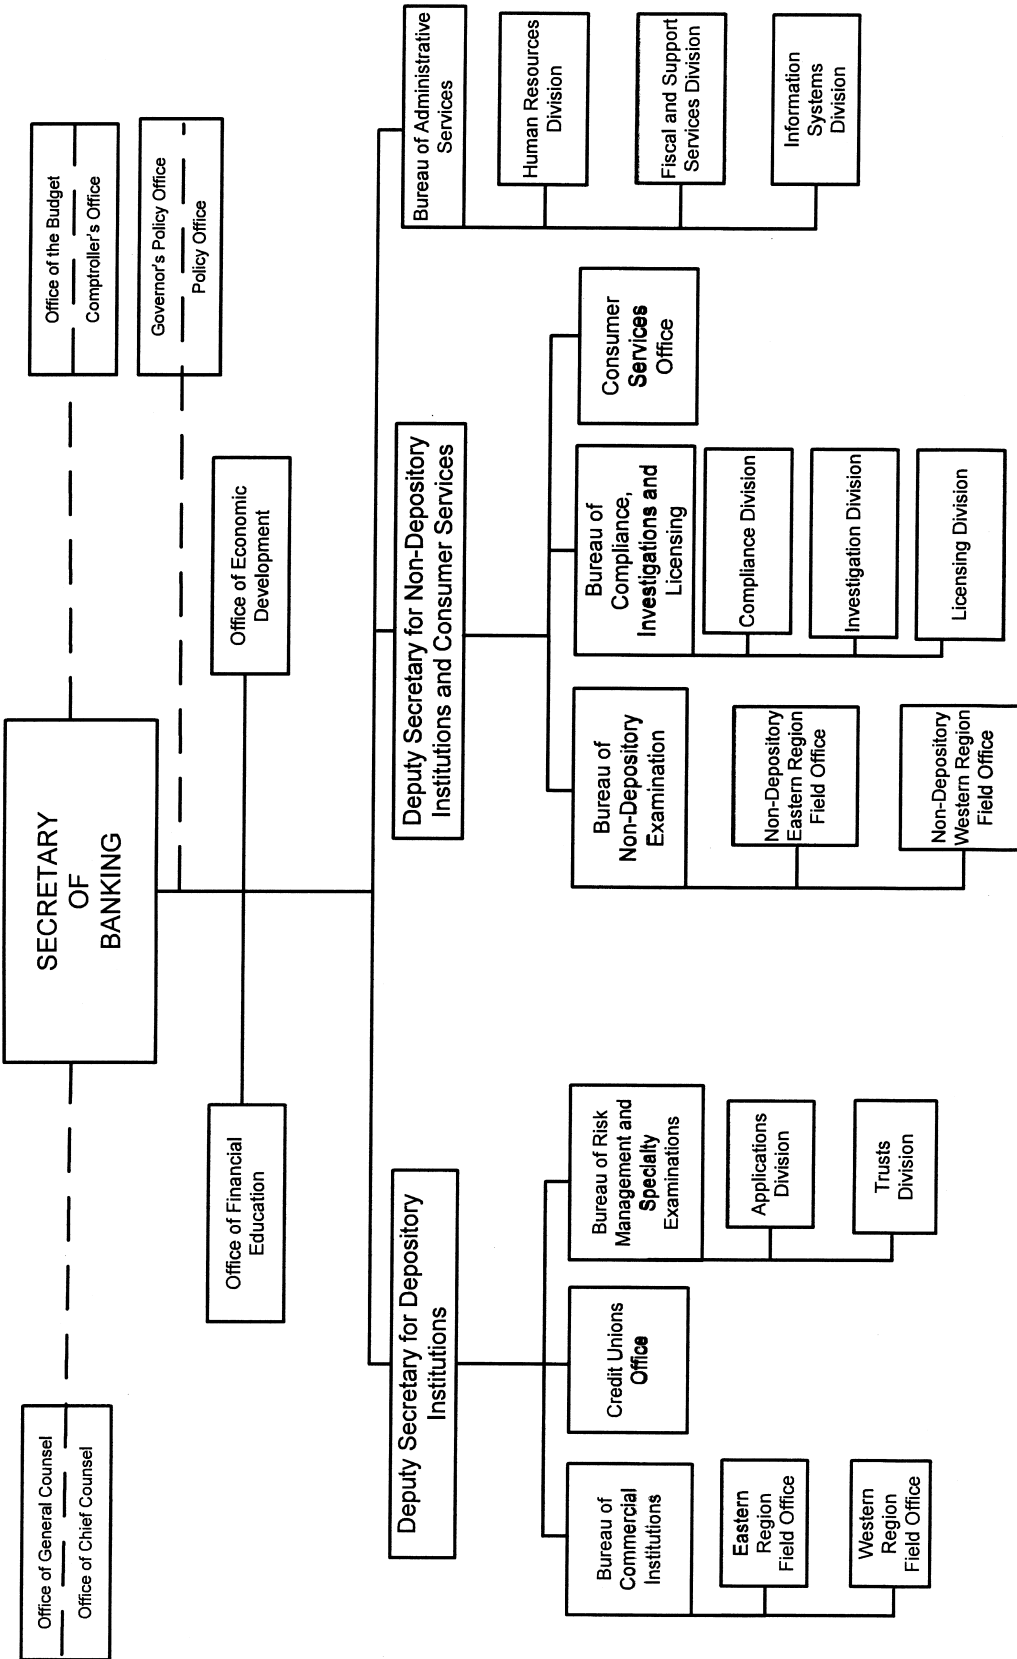 SECRETARY
OF
BANKING
Office of General Counsel
Office of Chief Counsel
Office of the Budget
Comptroller's Office
Governor's Policy Office
Policy Office
Office of Financial
Education
Office of Economic
Development
Deputy Secretary for Depository
Institutions
Deputy Secretary for Non-Depository
Institutions and Consumer Services
Bureau of Administrative
Services
Human Resources
Division
Fiscal and Support
Services Division
Information
Systems
Division
Bureau of
Commercial
Institutions
Eastern
Region
Field Office
Western
Region
Field Office
Credit Unions
Office
Bureau of Risk
Management and
Specialty
Examinations
Applications
Division
Trusts
Division
Bureau of
Non-Depository
Examination
Non-Depository
Eastern Region
Field Office
Non-Depository
Western Region
Field Office
Bureau of
Compliance,
Investigations and
Licensing
Compliance Division
Investigation Division
Licensing Division
Consumer
Services
Office